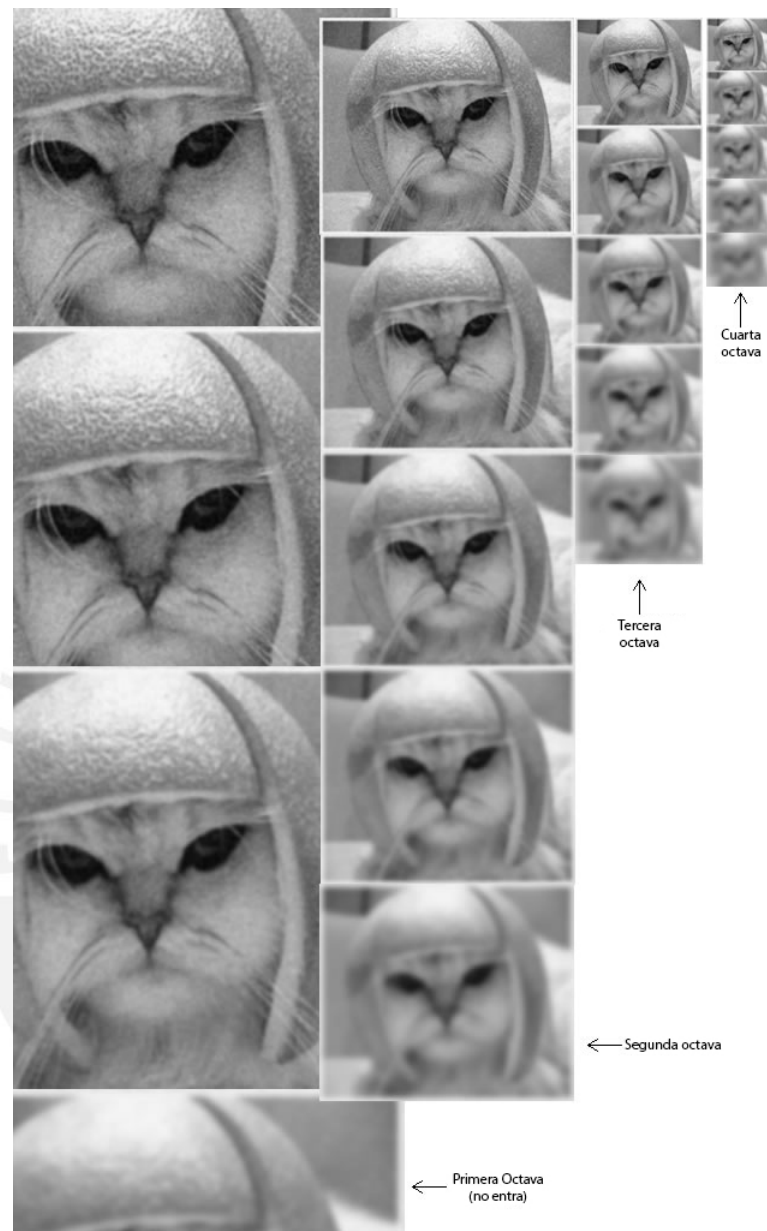 Cuarta
octava
Tercera
octava
Segunda octava
Primera Octava
(no entra)